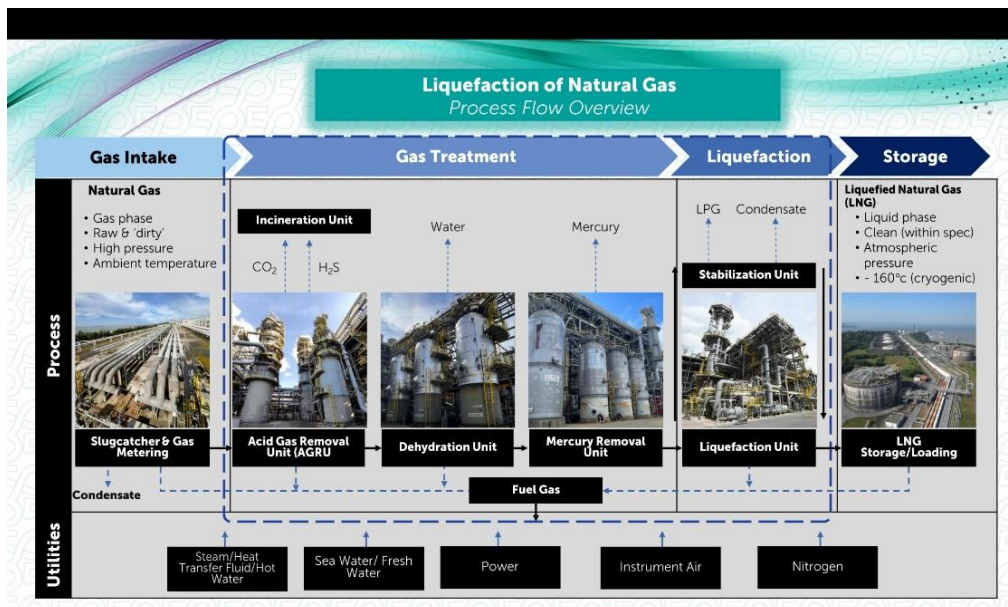 Liquefaction of Natural Gas
Process Flow Overview
Gas Intake
Gas Treatment
Liquefaction
Storage
Process
Natural Gas
• Gas phase
• Raw & 'dirty'
• High pressure
• Ambient temperature
Incineration Unit
CO₂
H₂S
Water
Mercury
LPG
Condensate
Stabilization Unit
Liquefied Natural Gas
(LNG)
• Liquid phase
• Clean (within spec)
• Atmospheric
pressure
• - 160°c (cryogenic)
Slugcatcher & Gas
Metering
Acid Gas Removal
Unit (AGRU
Dehydration Unit
Mercury Removal
Unit
Liquefaction Unit
LNG
Storage/Loading
Condensate
Fuel Gas
Utilities
Steam/Heat
Transfer Fluid/Hot
Water
Sea Water/ Fresh
Water
Power
Instrument Air
Nitrogen